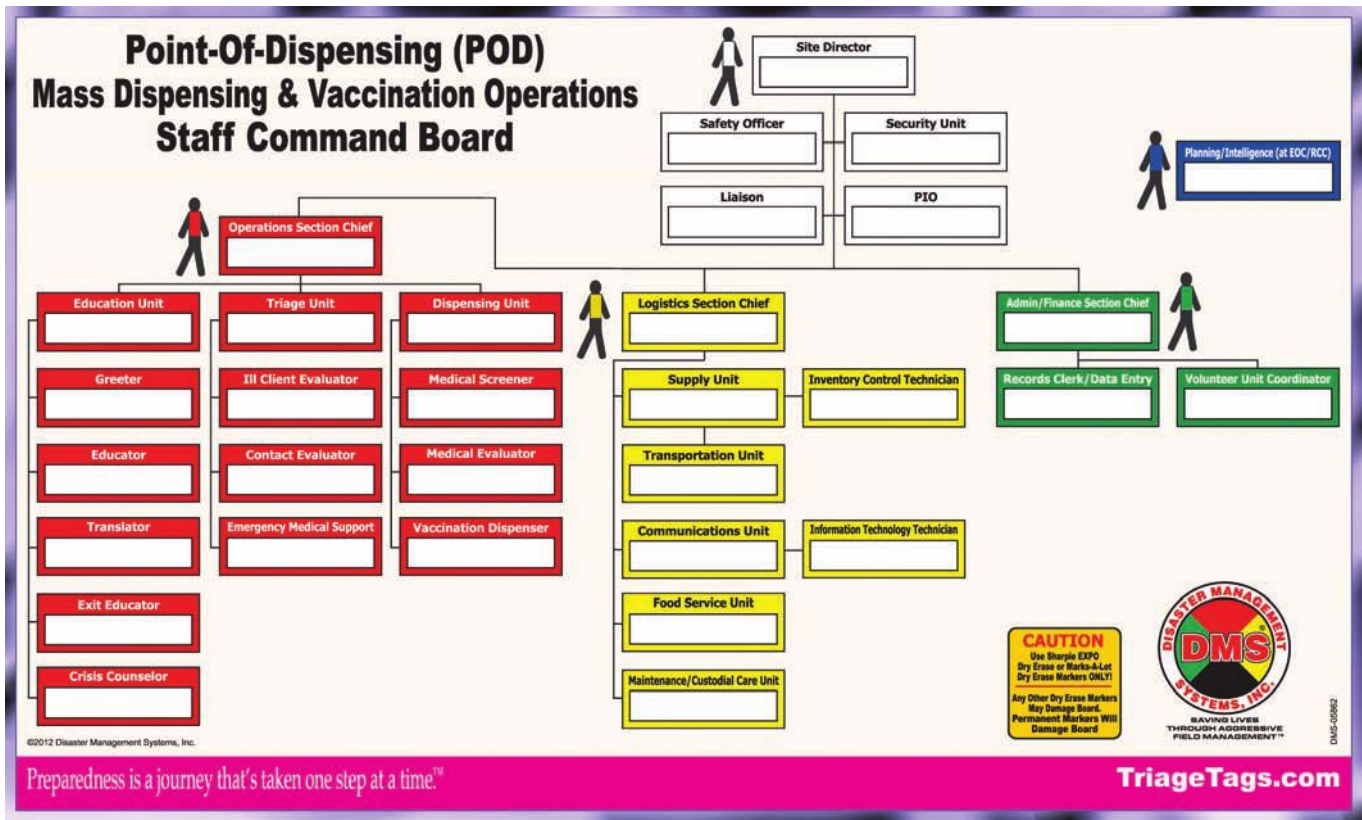 Point-Of-Dispensing (POD)
Mass Dispensing & Vaccination Operations
Staff Command Board
Site Director
Safety Officer
Security Unit
Liaison
PIO
Planning/Intelligence (at EOC/RCC)
Operations Section Chief
Education Unit
Triage Unit
Dispensing Unit
Logistics Section Chief
Admin/Finance Section Chief
Greeter
Ill Client Evaluator
Medical Screener
Supply Unit
Inventory Control Technician
Records Clerk/Data Entry
Volunteer Unit Coordinator
Educator
Contact Evaluator
Medical Evaluator
Transportation Unit
Translator
Emergency Medical Support
Vaccination Dispenser
Communications Unit
Information Technology Technician
Exit Educator
Food Service Unit
Crisis Counselor
Maintenance/Custodial Care Unit
CAUTION
Use Sharpie EXPO
Dry Erase or Marks-A-Lot
Dry Erase Markers ONLY!
Any Other Dry Erase Markers
May Damage Board.
Permanent Markers Will
Damage Board
DISASTER MANAGEMENT
DMS®
SYSTEMS, INC.
SAVING LIVES
THROUGH AGGRESSIVE
FIELD MANAGEMENT™
DMS-05862
©2012 Disaster Management Systems, Inc.
Preparedness is a journey that's taken one step at a time.™
TriageTags.com